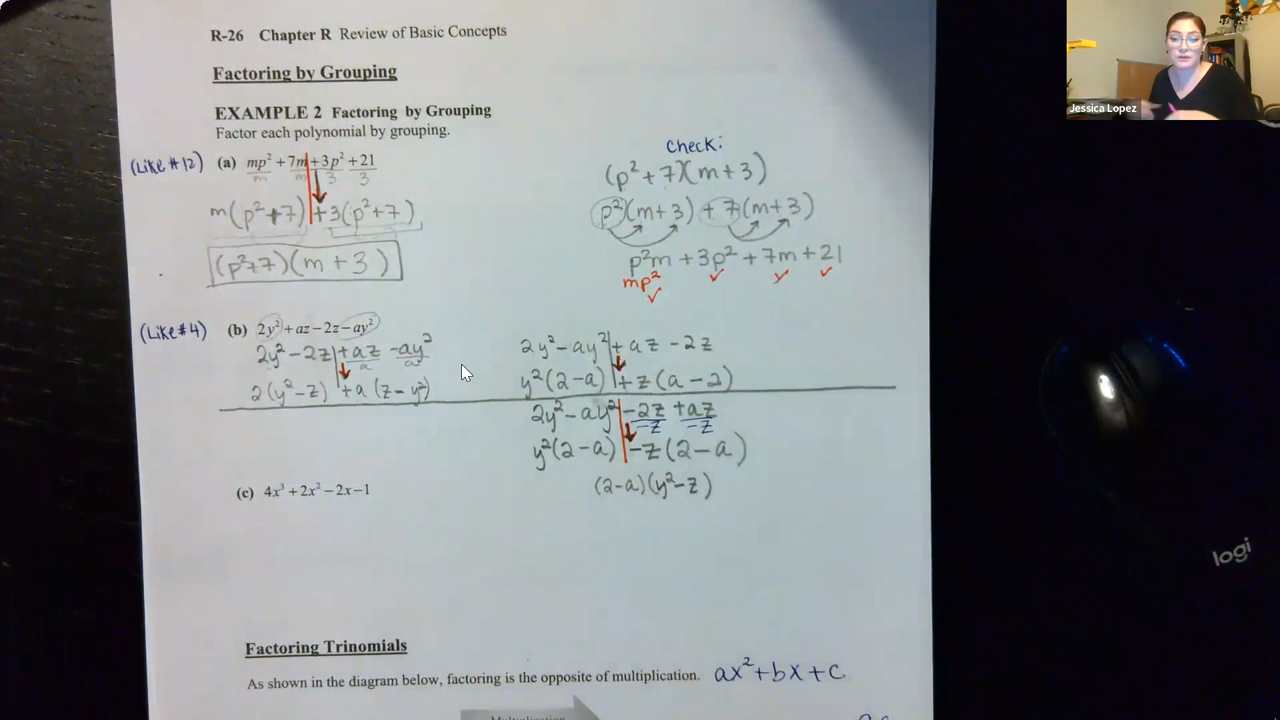 R-26 Chapter R Review of Basic Concepts
Factoring by Grouping
EXAMPLE 2 Factoring by Grouping
Factor each polynomial by grouping.
(Like #12) (a) mp² + 7m + 3p² + 21
m m 3 3
m(p² + 7) + 3(p² + 7)
(p²+7)(m + 3)
Check:
(p² + 7)(m + 3)
p²(m + 3) + 7(m + 3)
p²m + 3p² + 7m + 21
mp²
(Like #4) (b) 2y² + az − 2z − ay²
2y² − 2z + az − ay²
a a
2(y² − z) + a (z − y²)
2y² − ay² + az − 2z
y²(2 − a) + z(a − 2)
2y² − ay² − 2z + az
−z −z
y²(2 − a) − z(2 − a)
(2−a)(y² − z)
(c) 4x³ + 2x² − 2x − 1
Factoring Trinomials
As shown in the diagram below, factoring is the opposite of multiplication. ax² + bx + c
Multiplication
Jessica Lopez
logi